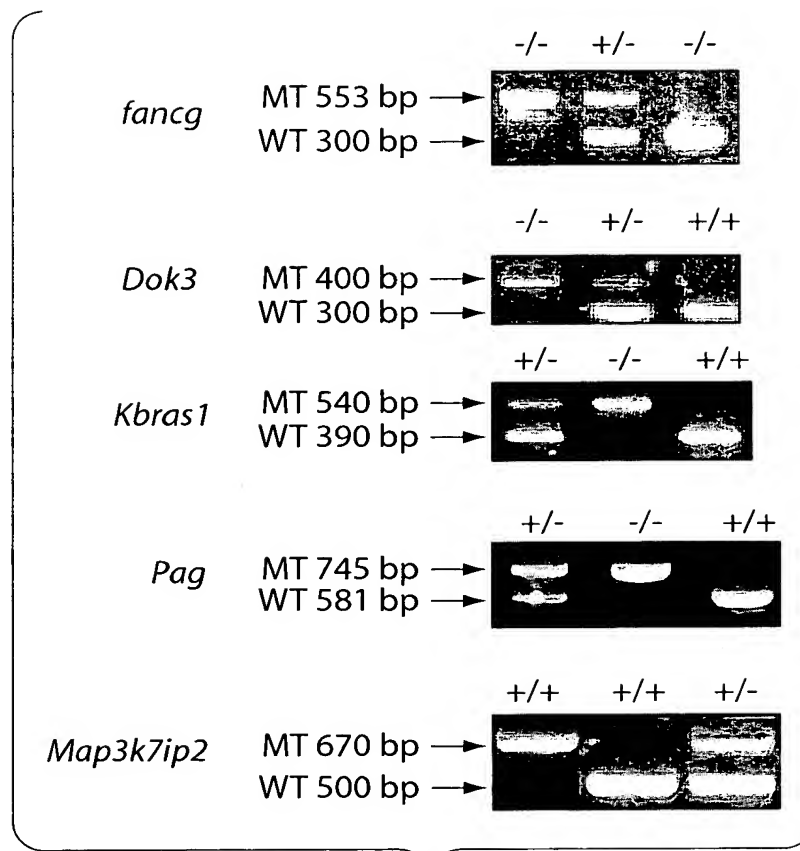 -/- +/- -/-
fancg MT 553 bp
WT 300 bp
-/- +/- +/+
Dok3 MT 400 bp
WT 300 bp
+/- -/- +/+
Kbras1 MT 540 bp
WT 390 bp
+/- -/- +/+
Pag MT 745 bp
WT 581 bp
+/+ +/+ +/-
Map3k7ip2 MT 670 bp
WT 500 bp